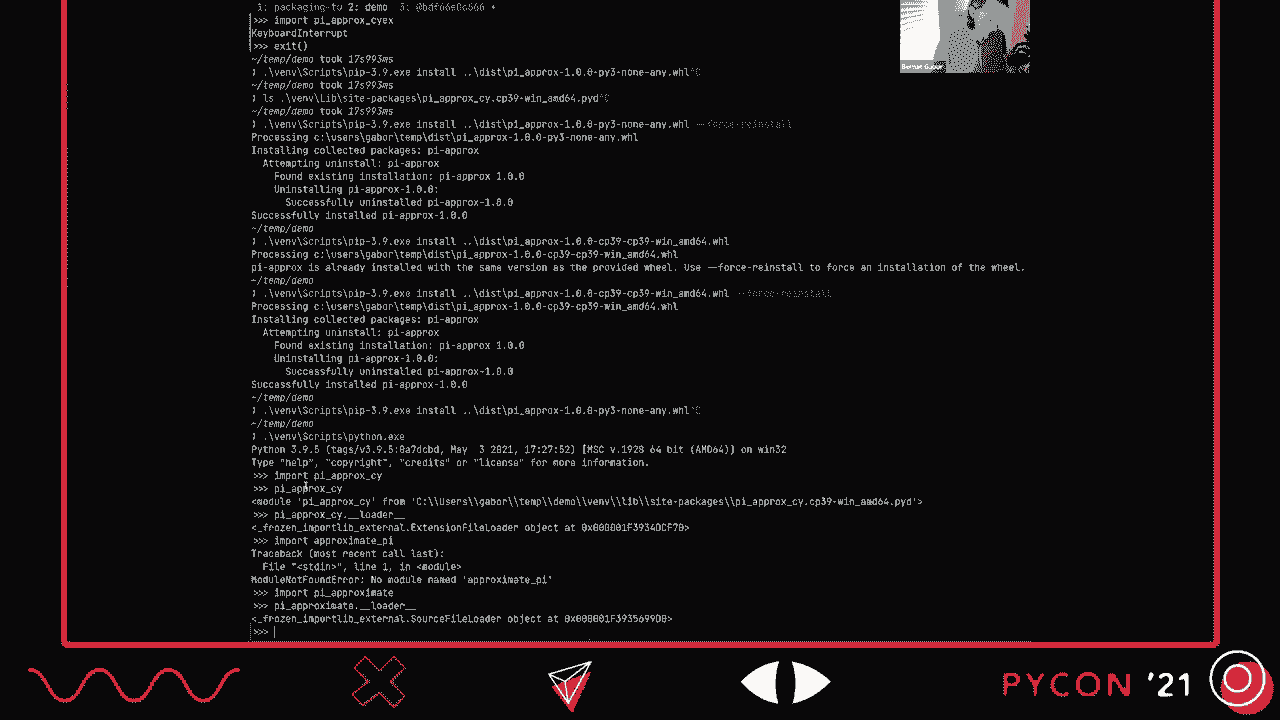 1: packaging-to 2: demo
>>> import pi_approx_cyex
KeyboardInterrupt
>>> exit()
~/temp/demo took 17s993ms
⟩ .\venv\Scripts\pip-3.9.exe install ..\dist\pi_approx-1.0.0-py3-none-any.whl^C
~/temp/demo took 17s993ms
⟩ ls .\venv\Lib\site-packages\pi_approx_cy.cp39-win_amd64.pyd^C
~/temp/demo took 17s993ms
⟩ .\venv\Scripts\pip-3.9.exe install ..\dist\pi_approx-1.0.0-py3-none-any.whl --force-reinstall
Processing c:\users\gabor\temp\dist\pi_approx-1.0.0-py3-none-any.whl
Installing collected packages: pi-approx
Attempting uninstall: pi-approx
Found existing installation: pi-approx 1.0.0
Uninstalling pi-approx-1.0.0:
Successfully uninstalled pi-approx-1.0.0
Successfully installed pi-approx-1.0.0
~/temp/demo
⟩ .\venv\Scripts\pip-3.9.exe install ..\dist\pi_approx-1.0.0-cp39-cp39-win_amd64.whl
Processing c:\users\gabor\temp\dist\pi_approx-1.0.0-cp39-cp39-win_amd64.whl
pi-approx is already installed with the same version as the provided wheel. Use --force-reinstall to force an installation of the wheel.
~/temp/demo
⟩ .\venv\Scripts\pip-3.9.exe install ..\dist\pi_approx-1.0.0-cp39-cp39-win_amd64.whl --force-reinstall
Processing c:\users\gabor\temp\dist\pi_approx-1.0.0-cp39-cp39-win_amd64.whl
Installing collected packages: pi-approx
Attempting uninstall: pi-approx
Found existing installation: pi-approx 1.0.0
Uninstalling pi-approx-1.0.0:
Successfully uninstalled pi-approx-1.0.0
Successfully installed pi-approx-1.0.0
~/temp/demo
⟩ .\venv\Scripts\pip-3.9.exe install ..\dist\pi_approx-1.0.0-py3-none-any.whl^C
~/temp/demo
⟩ .\venv\Scripts\python.exe
Python 3.9.5 (tags/v3.9.5:0a7dcbd, May  3 2021, 17:27:52) [MSC v.1928 64 bit (AMD64)] on win32
Type "help", "copyright", "credits" or "license" for more information.
>>> import pi_approx_cy
>>> pi_approx_cy
<module 'pi_approx_cy' from 'C:\\Users\\gabor\\temp\\demo\\venv\\lib\\site-packages\\pi_approx_cy.cp39-win_amd64.pyd'>
>>> pi_approx_cy.__loader__
<_frozen_importlib_external.ExtensionFileLoader object at 0x000001F3934DCF70>
>>> import approximate_pi
Traceback (most recent call last):
File "<stdin>", line 1, in <module>
ModuleNotFoundError: No module named 'approximate_pi'
>>> import pi_approximate
>>> pi_approximate.__loader__
<_frozen_importlib_external.SourceFileLoader object at 0x000001F3935699D0>
>>>
PYCON '21